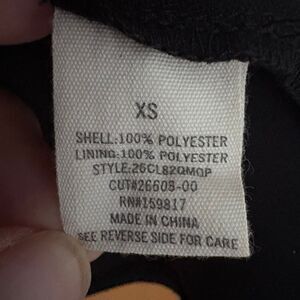 XS
SHELL:100% POLYESTER
LINING:100% POLYESTER
STYLE:26CL82OMQP
CUT#26608-00
RN#159817
MADE IN CHINA
SEE REVERSE SIDE FOR CARE